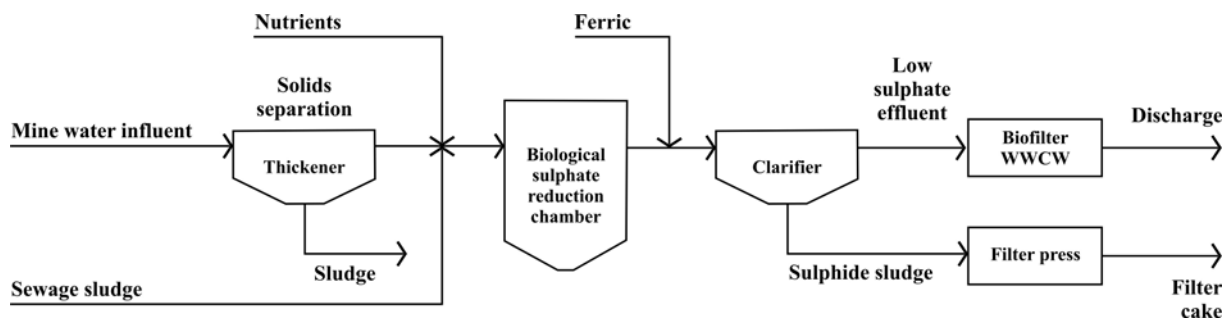 Nutrients
Ferric
Solids
separation
Low
sulphate
effluent
Mine water influent
Thickener
Biological
sulphate
reduction
chamber
Clarifier
Biofilter
WWCW
Discharge
Sludge
Sewage sludge
Sulphide sludge
Filter press
Filter
cake